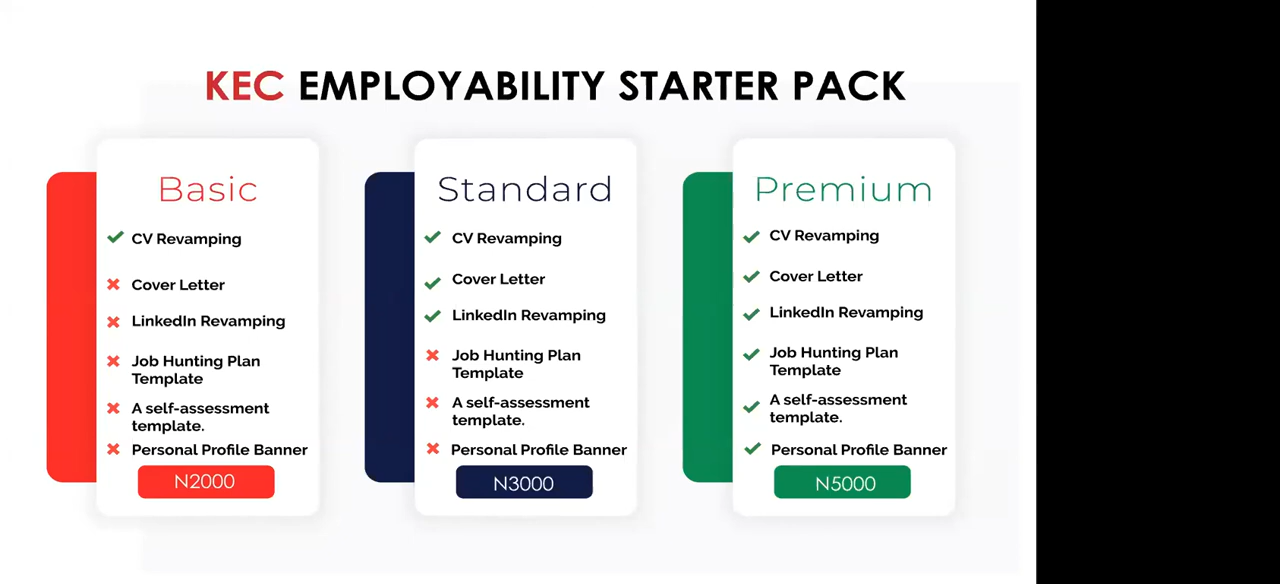 KEC EMPLOYABILITY STARTER PACK
Basic
CV Revamping
Cover Letter
LinkedIn Revamping
Job Hunting Plan
Template
A self-assessment
template.
Personal Profile Banner
N2000
Standard
CV Revamping
Cover Letter
LinkedIn Revamping
Job Hunting Plan
Template
A self-assessment
template.
Personal Profile Banner
N3000
Premium
CV Revamping
Cover Letter
LinkedIn Revamping
Job Hunting Plan
Template
A self-assessment
template.
Personal Profile Banner
N5000